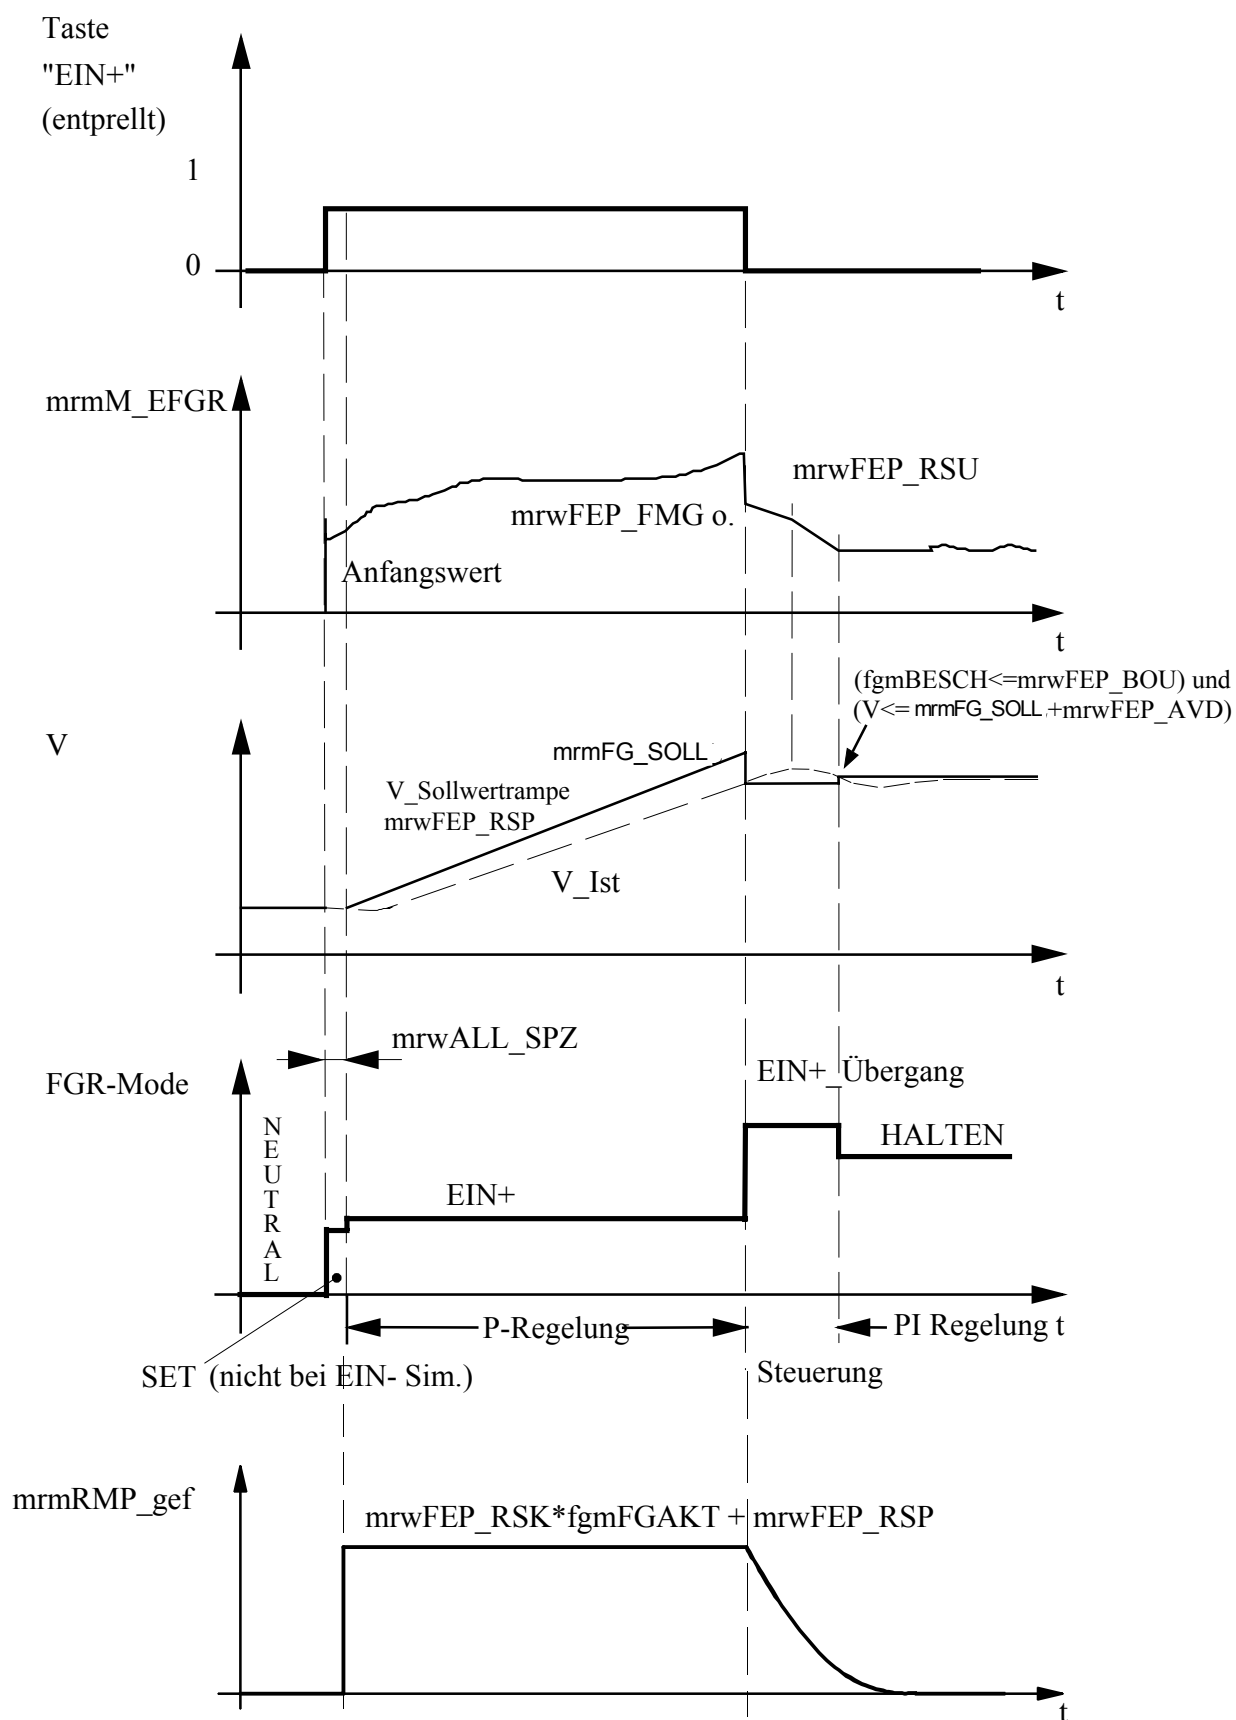 Taste
"EIN+"
(entprellt)
1
0
t
mrmM_EFGR
mrwFEP_RSU
mrwFEP_FMG o.
Anfangswert
t
(fgmBESCH<=mrwFEP_BOU) und
(V<= mrmFG_SOLL +mrwFEP_AVD)
V
mrmFG_SOLL
V_Sollwertrampe
mrwFEP_RSP
V_Ist
t
mrwALL_SPZ
FGR-Mode
EIN+_Übergang
NEUTRAL
HALTEN
EIN+
P-Regelung
PI Regelung t
SET (nicht bei EIN- Sim.)
Steuerung
mrmRMP_gef
mrwFEP_RSK*fgmFGAKT + mrwFEP_RSP
t